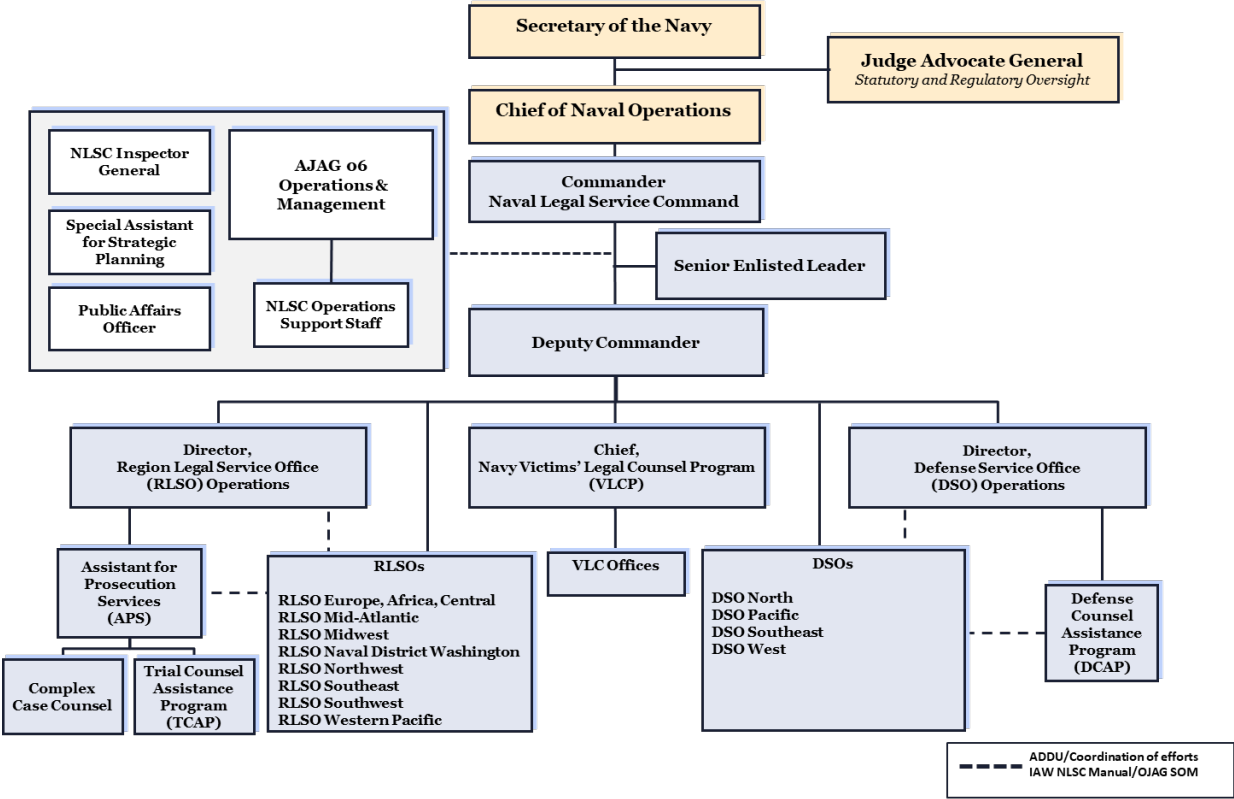 Secretary of the Navy
Judge Advocate General
Statutory and Regulatory Oversight
Chief of Naval Operations
NLSC Inspector
General
AJAG 06
Operations &
Management
Special Assistant
for Strategic
Planning
Public Affairs
Officer
NLSC Operations
Support Staff
Commander
Naval Legal Service Command
Senior Enlisted Leader
Deputy Commander
Director,
Region Legal Service Office
(RLSO) Operations
Chief,
Navy Victims’ Legal Counsel Program
(VLCP)
Director,
Defense Service Office
(DSO) Operations
Assistant for
Prosecution
Services
(APS)
Complex
Case Counsel
Trial Counsel
Assistance
Program
(TCAP)
RLSOs
RLSO Europe, Africa, Central
RLSO Mid-Atlantic
RLSO Midwest
RLSO Naval District Washington
RLSO Northwest
RLSO Southeast
RLSO Southwest
RLSO Western Pacific
VLC Offices
DSOs
DSO North
DSO Pacific
DSO Southeast
DSO West
Defense
Counsel
Assistance
Program
(DCAP)
ADDU/Coordination of efforts
IAW NLSC Manual/OJAG SOM